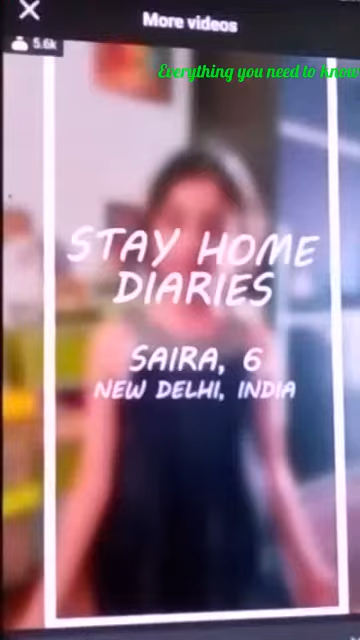 More videos
5.6k
Everything you need to know
STAY HOME
DIARIES
SAIRA, 6
NEW DELHI, INDIA